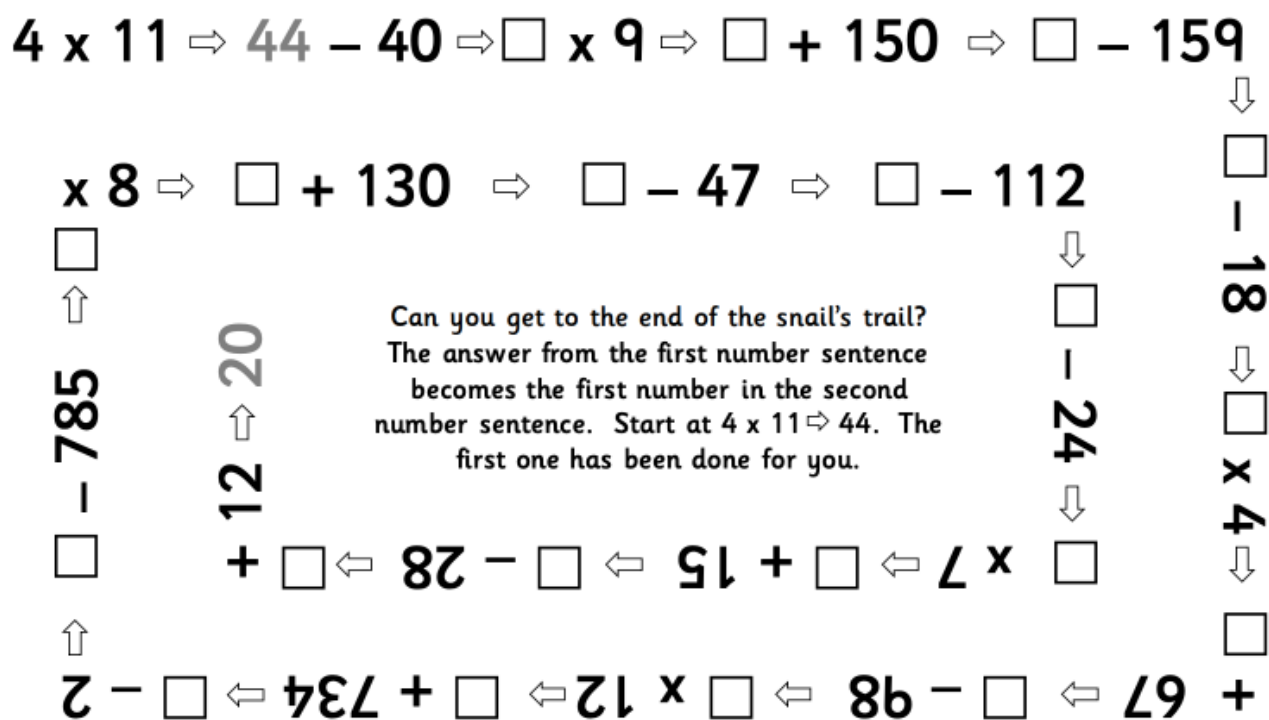 4 x 11 ⇨ 44 – 40 ⇨ □ x 9 ⇨ □ + 150 ⇨ □ – 159
⇩ □ – 18 ⇩ □ x 4 ⇩ □
+ 67 ⇦ □ – 98 ⇦ □ x 12 ⇦ □ + 734 ⇦ □ – 2
⇧ □ – 785 ⇧ □
x 8 ⇨ □ + 130 ⇨ □ – 47 ⇨ □ – 112
⇩ □ – 24 ⇩ □
x 7 ⇦ □ + 15 ⇦ □ – 28 ⇦ □ +
12 ⇨ 20
Can you get to the end of the snail's trail?
The answer from the first number sentence
becomes the first number in the second
number sentence. Start at 4 x 11 ⇨ 44. The
first one has been done for you.